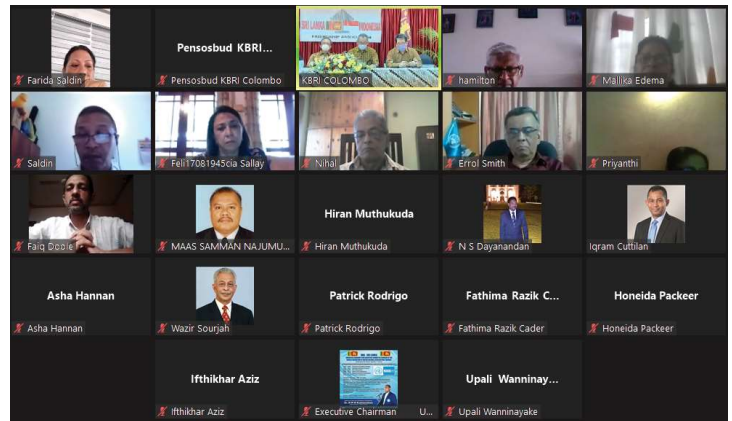 Farida Saldin
Pensosbud KBRI...
Pensosbud KBRI Colombo
SRI LANKA INDONESIA
KBRI COLOMBO
hamilton
Mallika Edema
Saldin
Feli17081945cia Sallay
Nihal
Errol Smith
Priyanthi
Faiq Doole
MAAS SAMMAN NAJUMU...
Hiran Muthukuda
Hiran Muthukuda
N S Dayanandan
Iqram Cuttilan
Asha Hannan
Asha Hannan
Wazir Sourjah
Patrick Rodrigo
Patrick Rodrigo
Fathima Razik C...
Fathima Razik Cader
Honeida Packeer
Honeida Packeer
Ifthikhar Aziz
Ifthikhar Aziz
Executive Chairman U...
Upali Wanninay...
Upali Wanninayake